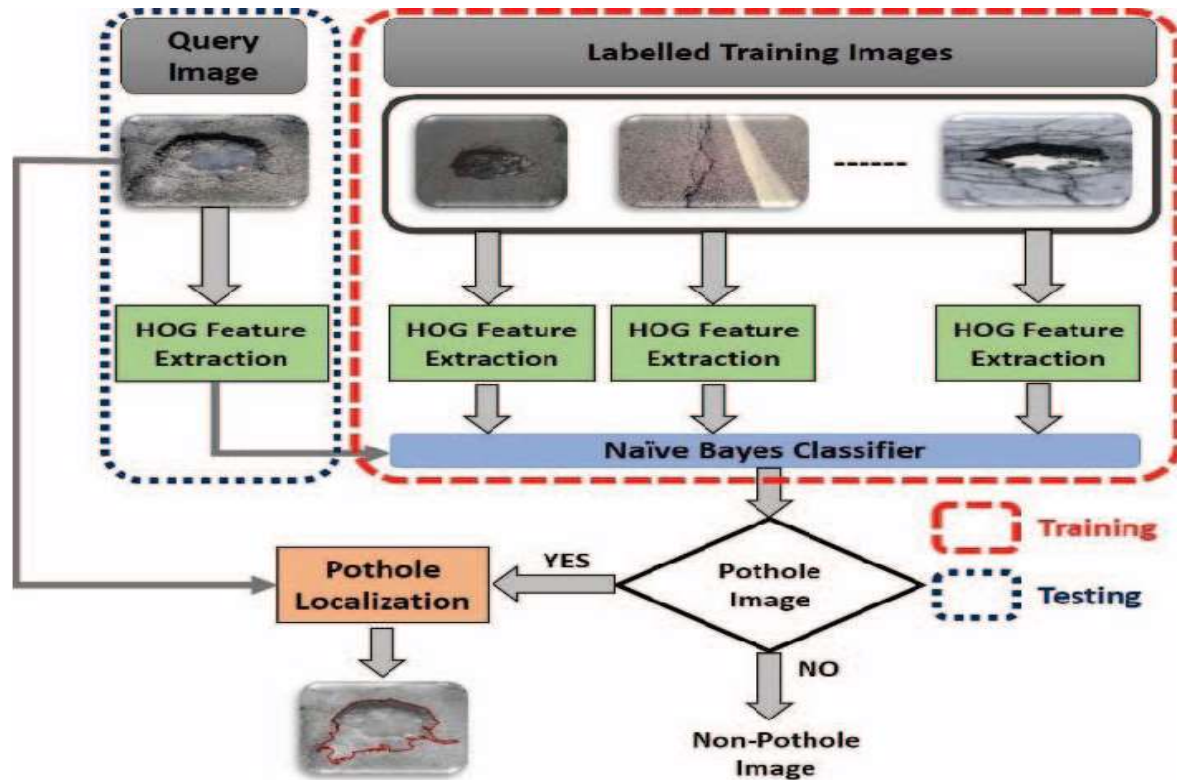 Query
Image
Labelled Training Images
HOG Feature
Extraction
HOG Feature
Extraction
HOG Feature
Extraction
HOG Feature
Extraction
Naïve Bayes Classifier
Training
Testing
YES
Pothole
Localization
Pothole
Image
NO
Non-Pothole
Image